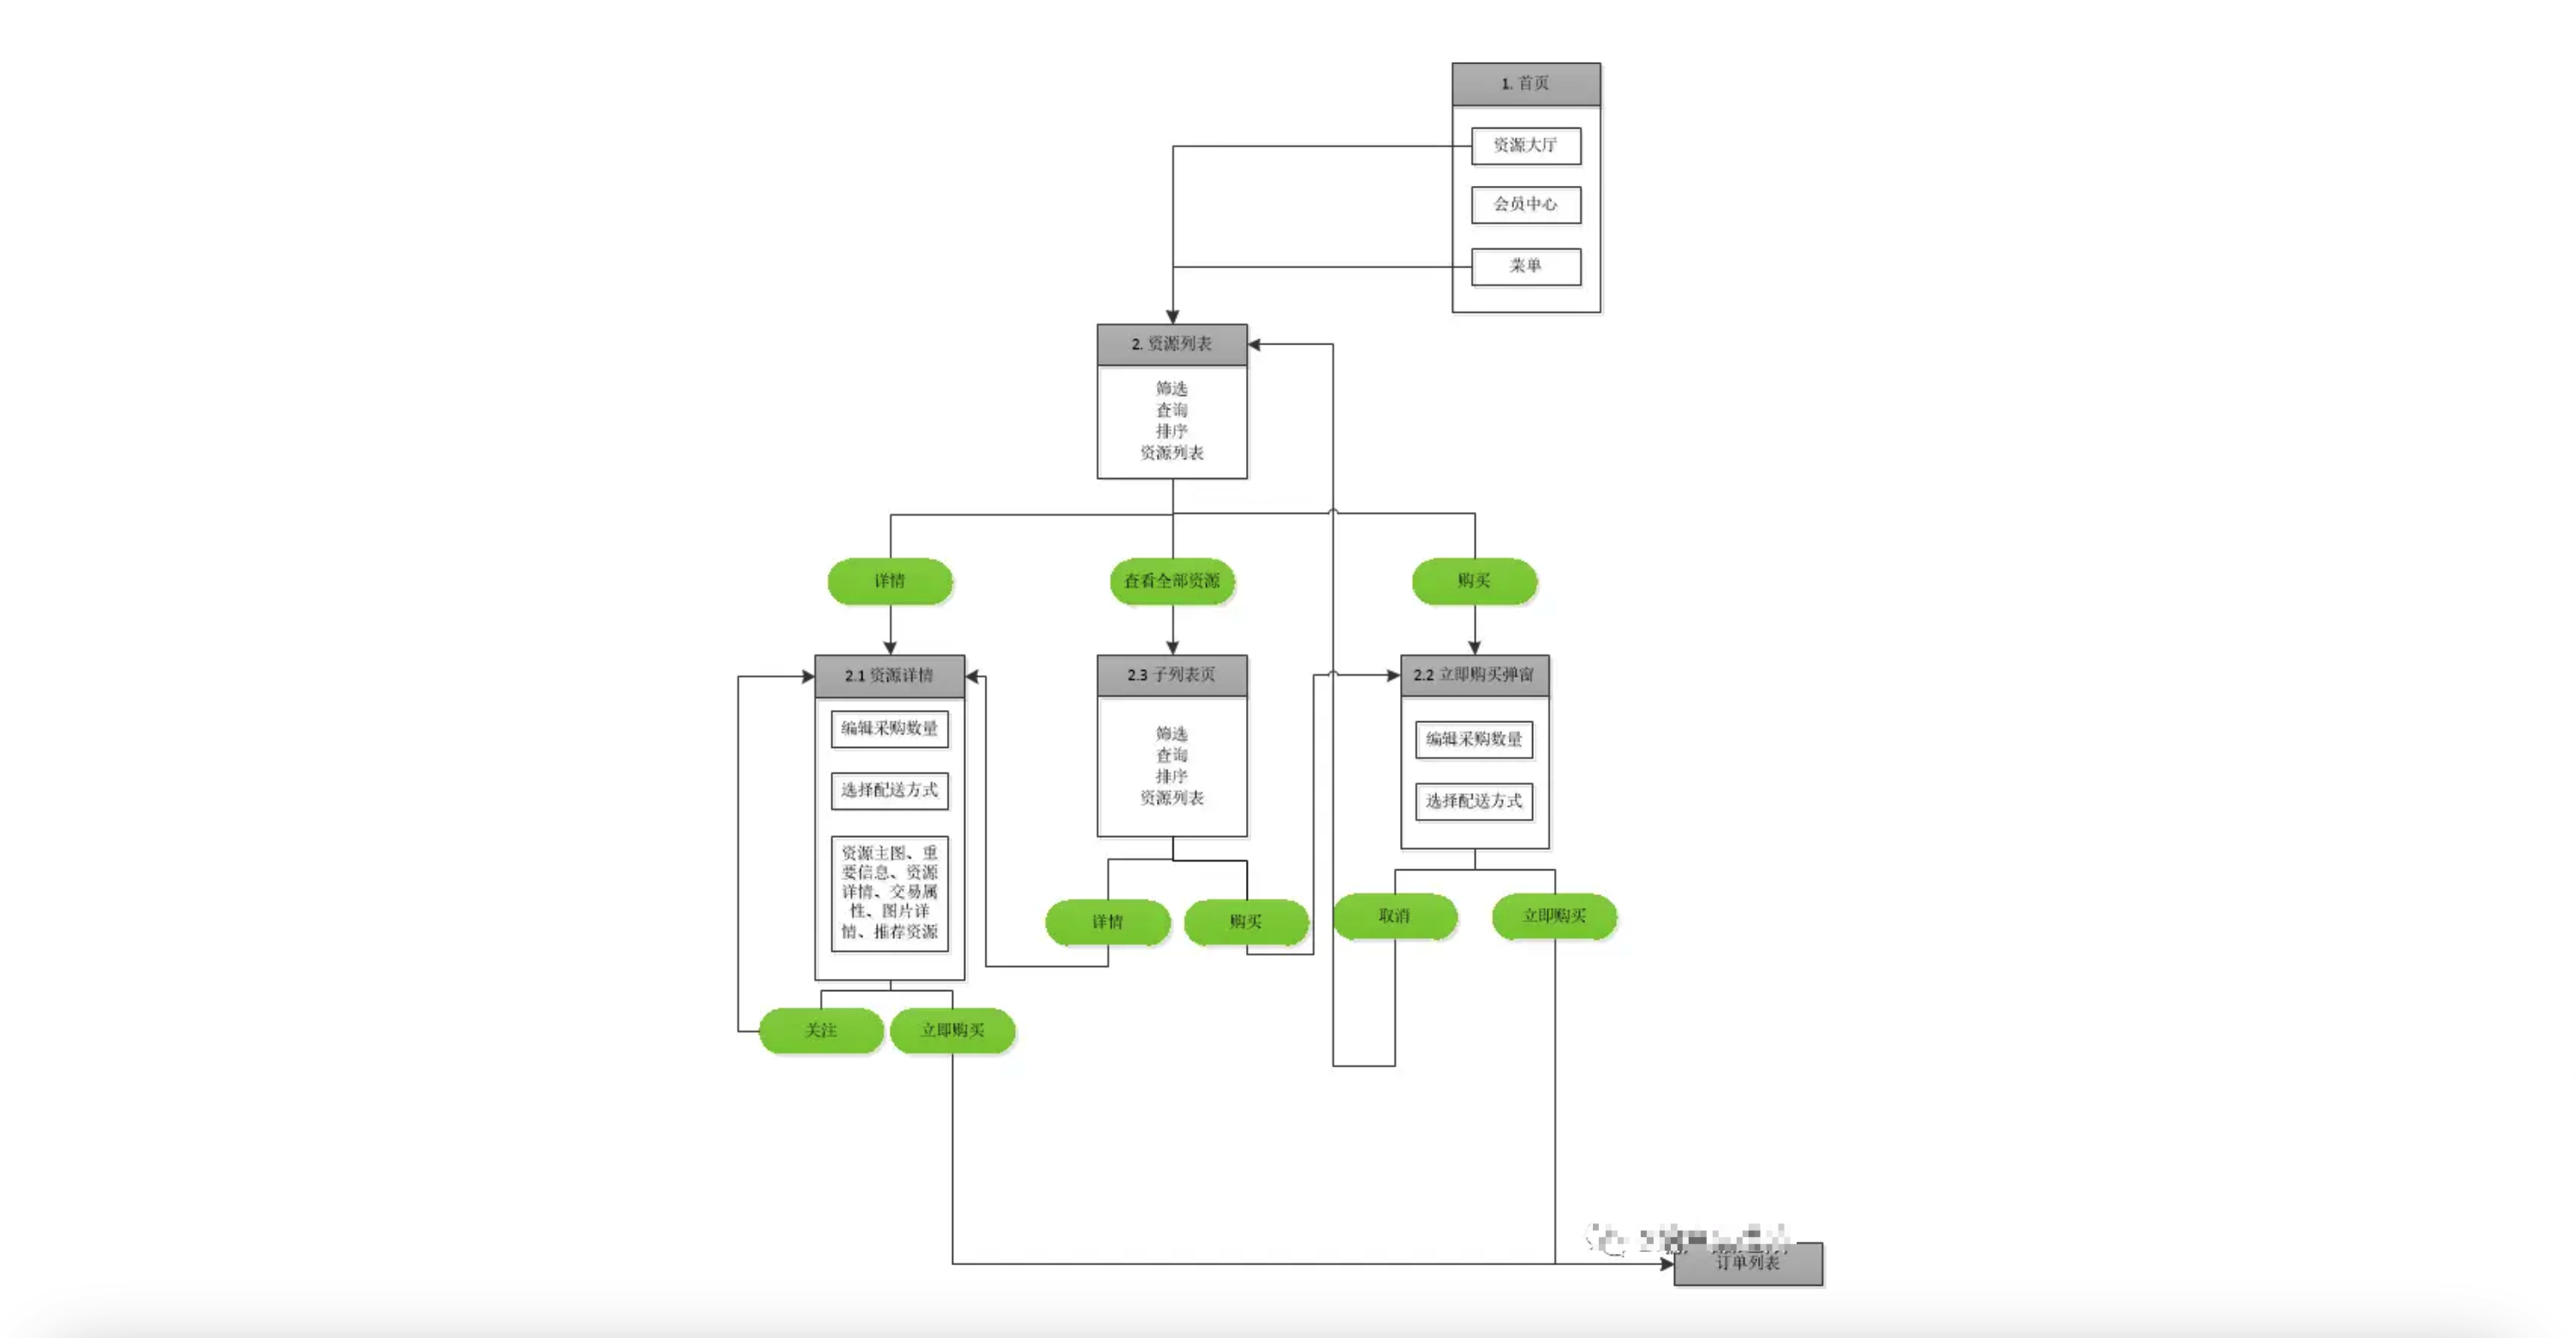 1. 首页
资源大厅
会员中心
菜单
2. 资源列表
筛选
查询
排序
资源列表
详情
查看全部资源
购买
2.1 资源详情
编辑采购数量
选择配送方式
资源主图、重
要信息、资源
详情、交易属
性、图片详
情、推荐资源
关注
立即购买
2.3 子列表页
筛选
查询
排序
资源列表
详情
购买
2.2 立即购买弹窗
编辑采购数量
选择配送方式
取消
立即购买
订单列表